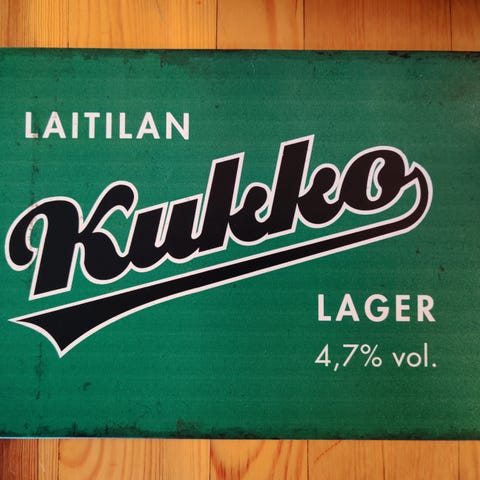 LAITILAN
Kukko
LAGER
4,7% vol.